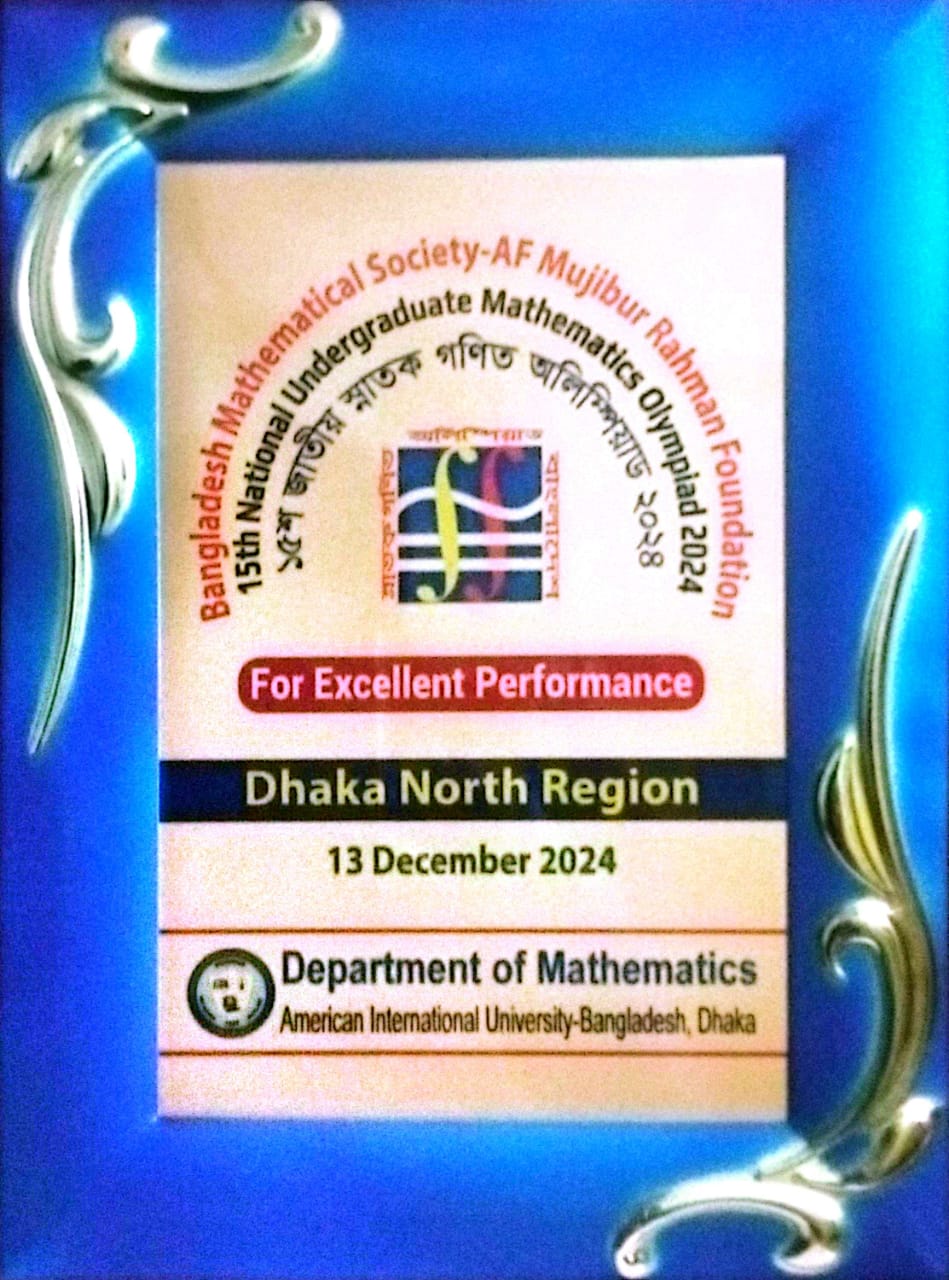 Bangladesh Mathematical Society-AF Mujibur Rahman Foundation
15th National Undergraduate Mathematics Olympiad 2024
১৫শ জাতীয় স্নাতক গণিত অলিম্পিয়াড ২০২৪
অলিম্পিয়াড
For Excellent Performance
Dhaka North Region
13 December 2024
Department of Mathematics
American International University-Bangladesh, Dhaka